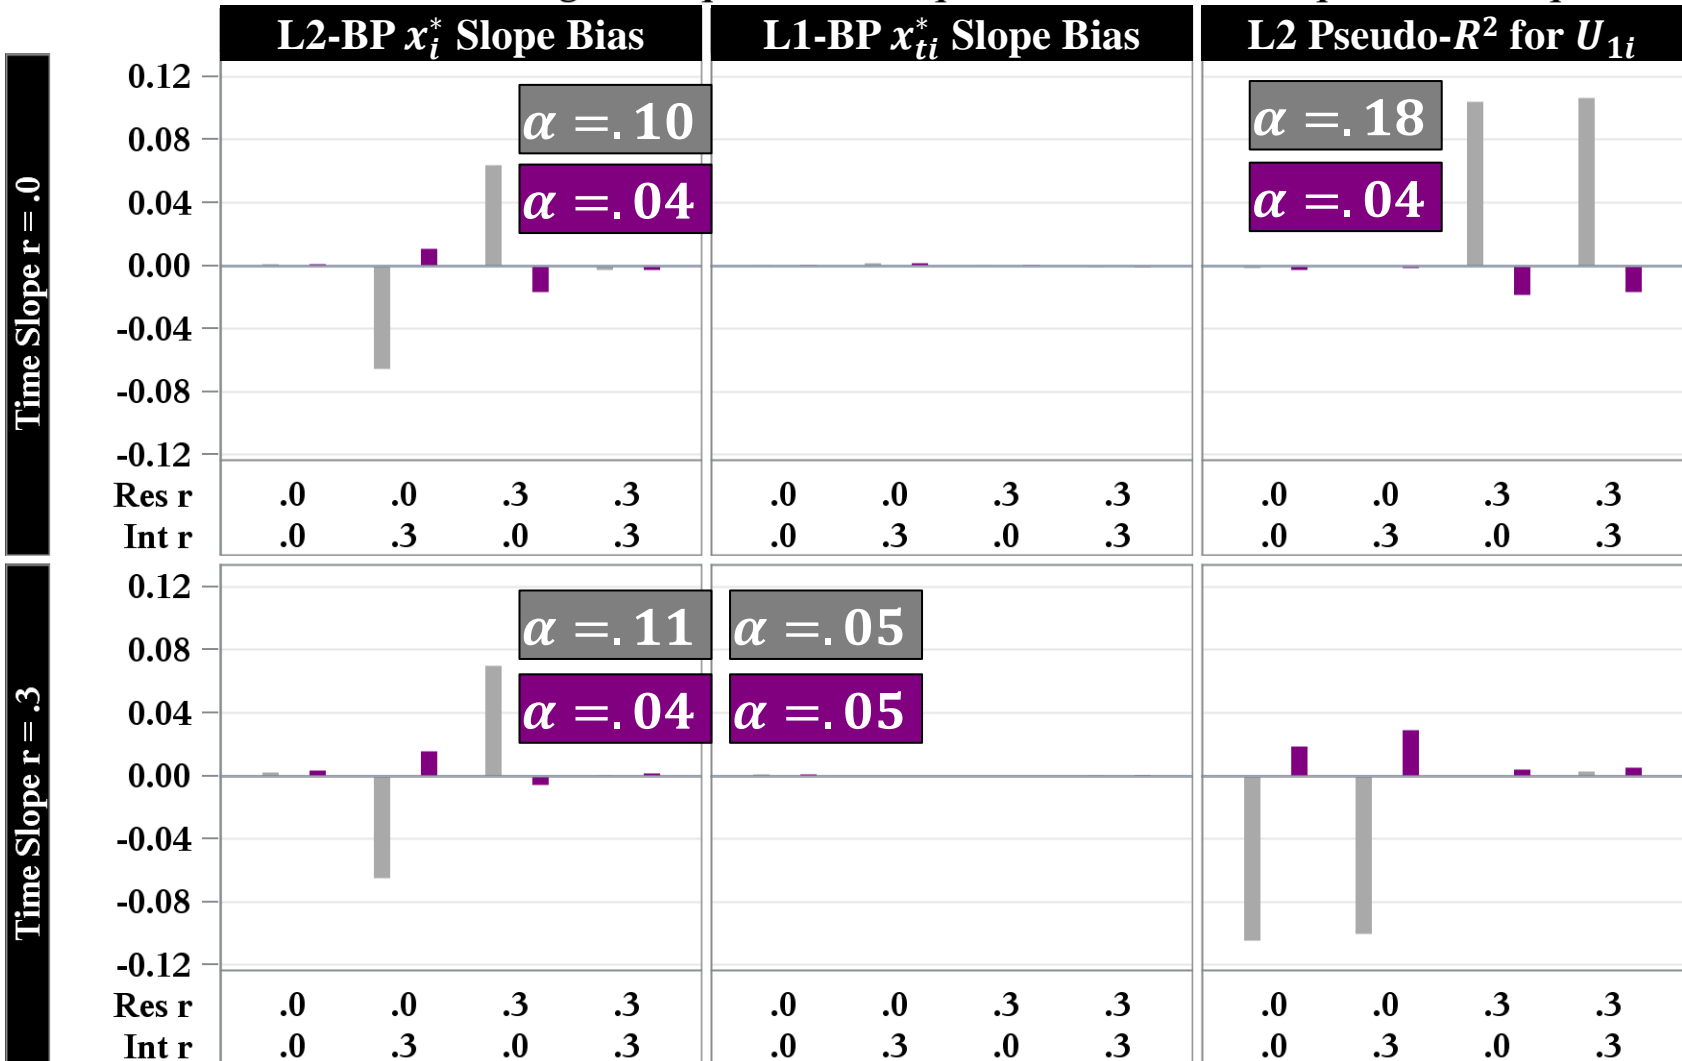 L2-BP x*i Slope Bias L1-BP x*ti Slope Bias L2 Pseudo-R² for U1i
Time Slope r = .0
0.12
0.08
0.04
0.00
-0.04
-0.08
-0.12
α =. 10
α =. 04
α =. 18
α =. 04
Res r .0 .0 .3 .3 .0 .0 .3 .3 .0 .0 .3 .3
Int r .0 .3 .0 .3 .0 .3 .0 .3 .0 .3 .0 .3
Time Slope r = .3
0.12
0.08
0.04
0.00
-0.04
-0.08
-0.12
α =. 11
α =. 04
α =. 05
α =. 05
Res r .0 .0 .3 .3 .0 .0 .3 .3 .0 .0 .3 .3
Int r .0 .3 .0 .3 .0 .3 .0 .3 .0 .3 .0 .3